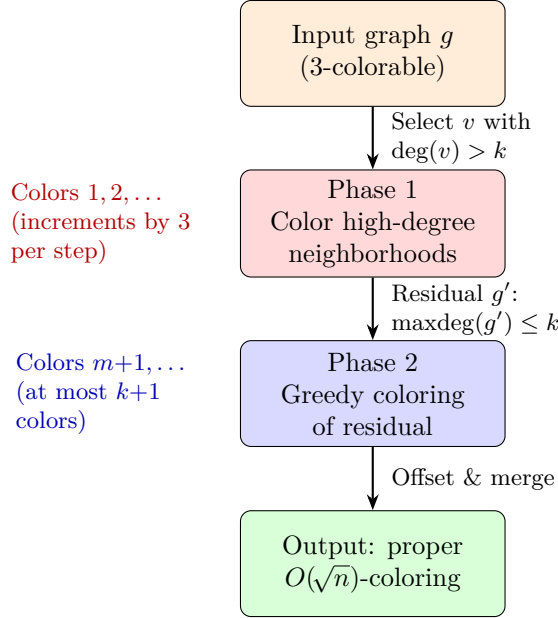 Input graph g
(3-colorable)
Select v with
deg(v) > k
Colors 1, 2, …
(increments by 3
per step)
Phase 1
Color high-degree
neighborhoods
Residual g′:
maxdeg(g′) ≤ k
Colors m+1, …
(at most k+1
colors)
Phase 2
Greedy coloring
of residual
Offset & merge
Output: proper
O(√n)-coloring